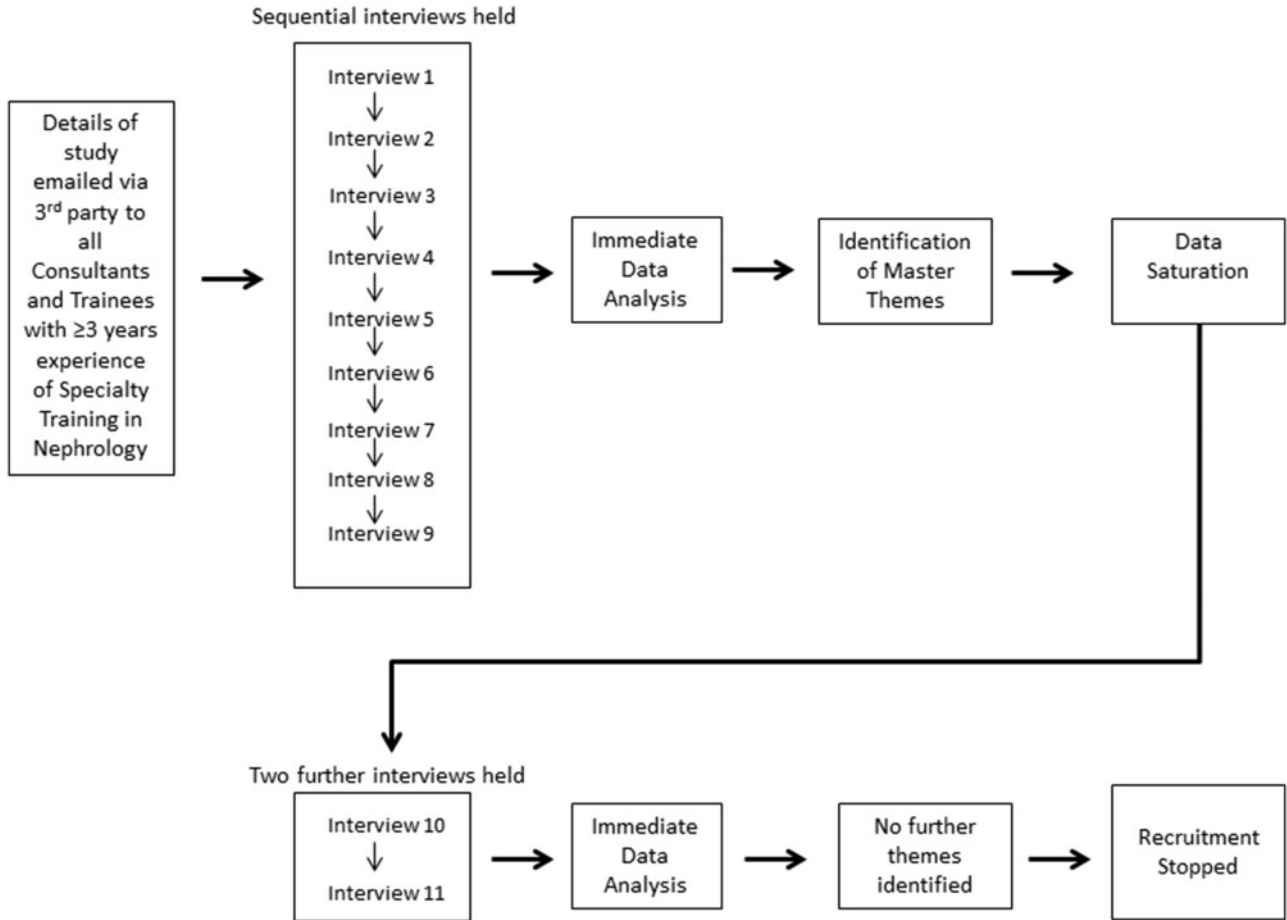 Sequential interviews held
Details of
study
emailed via
3rd party to
all
Consultants
and Trainees
with ≥3 years
experience
of Specialty
Training in
Nephrology
Interview 1
Interview 2
Interview 3
Interview 4
Interview 5
Interview 6
Interview 7
Interview 8
Interview 9
Immediate
Data
Analysis
Identification
of Master
Themes
Data
Saturation
Two further interviews held
Interview 10
Interview 11
Immediate
Data
Analysis
No further
themes
identified
Recruitment
Stopped